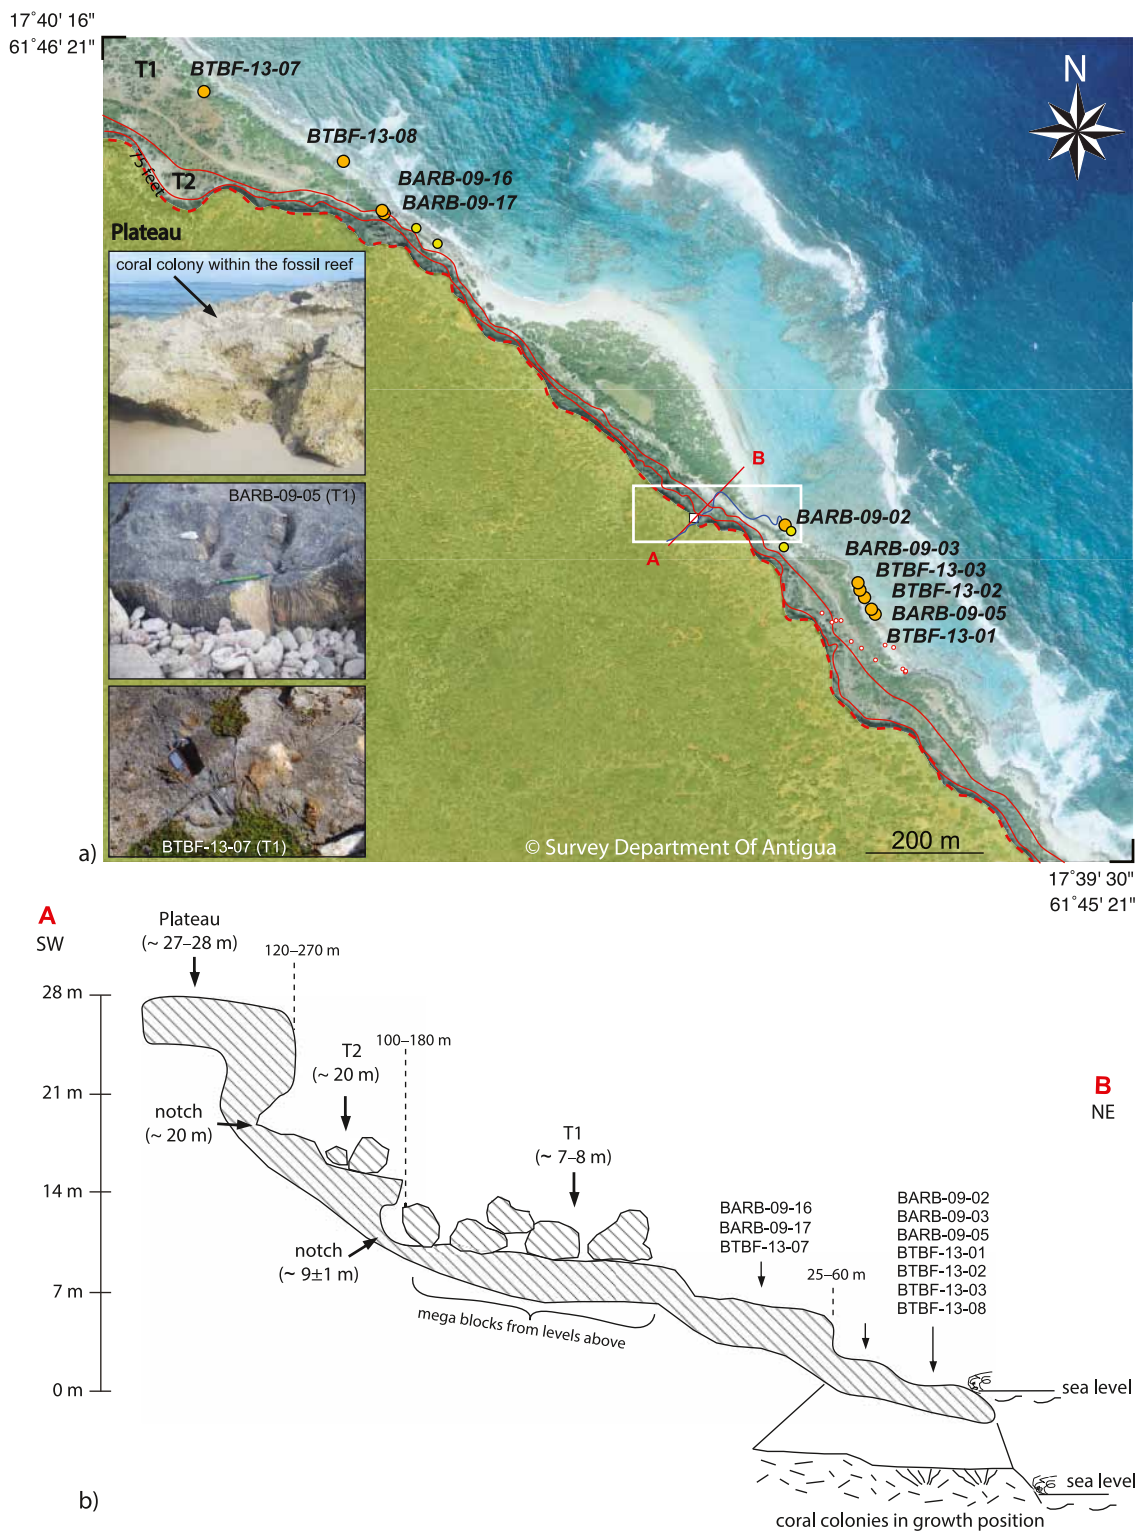 17°40' 16"
61°46' 21"
T1
BTBF-13-07
N
BTBF-13-08
75 feet
T2
BARB-09-16
BARB-09-17
Plateau
coral colony within the fossil reef
B
BARB-09-05 (T1)
BARB-09-02
A
BARB-09-03
BTBF-13-03
BTBF-13-02
BARB-09-05
BTBF-13-01
BTBF-13-07 (T1)
a)
© Survey Department Of Antigua
200 m
17°39' 30"
61°45' 21"
A
SW
Plateau
(~ 27–28 m)
120–270 m
28 m
100–180 m
T2
(~ 20 m)
21 m
B
NE
notch
(~ 20 m)
T1
(~ 7–8 m)
14 m
BARB-09-16
BARB-09-17
BTBF-13-07
BARB-09-02
BARB-09-03
BARB-09-05
BTBF-13-01
BTBF-13-02
BTBF-13-03
BTBF-13-08
notch
(~ 9±1 m)
25–60 m
7 m
mega blocks from levels above
0 m
sea level
sea level
b)
coral colonies in growth position